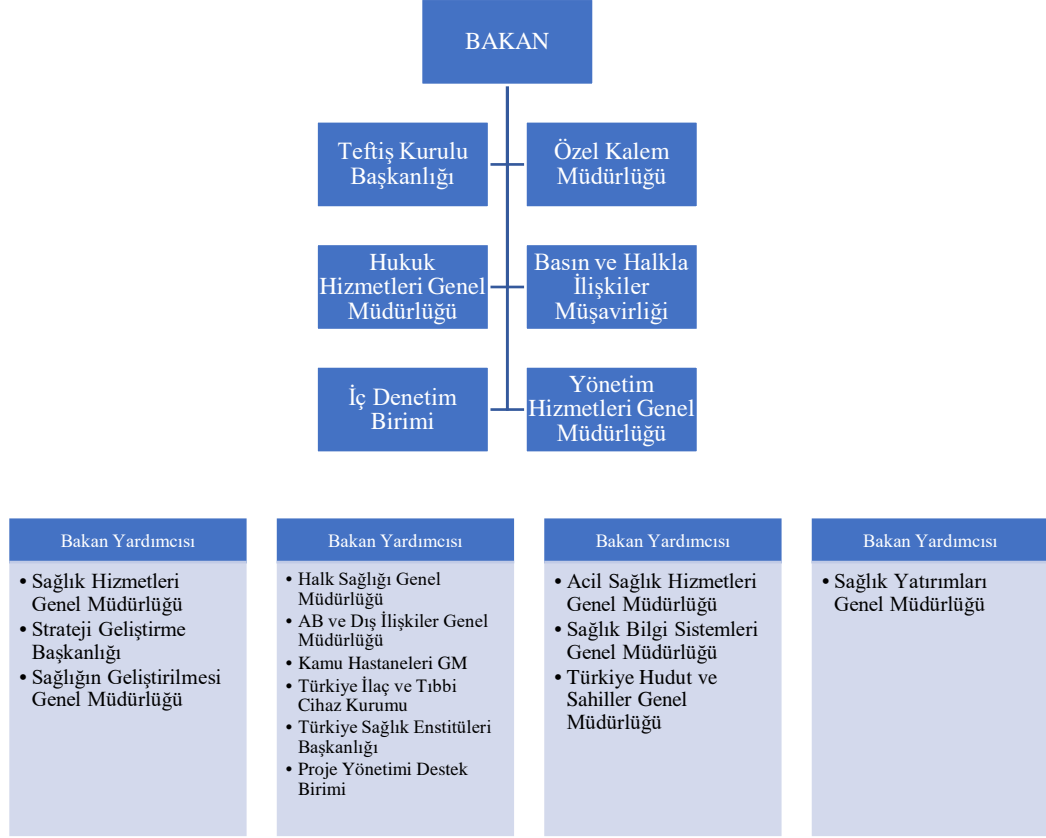 BAKAN
Teftiş Kurulu
Başkanlığı
Özel Kalem
Müdürlüğü
Hukuk
Hizmetleri Genel
Müdürlüğü
Basın ve Halkla
İlişkiler
Müşavirliği
İç Denetim
Birimi
Yönetim
Hizmetleri Genel
Müdürlüğü
Bakan Yardımcısı
• Sağlık Hizmetleri
Genel Müdürlüğü
• Strateji Geliştirme
Başkanlığı
• Sağlığın Geliştirilmesi
Genel Müdürlüğü
Bakan Yardımcısı
• Halk Sağlığı Genel
Müdürlüğü
• AB ve Dış İlişkiler Genel
Müdürlüğü
• Kamu Hastaneleri GM
• Türkiye İlaç ve Tıbbi
Cihaz Kurumu
• Türkiye Sağlık Enstitüleri
Başkanlığı
• Proje Yönetimi Destek
Birimi
Bakan Yardımcısı
• Acil Sağlık Hizmetleri
Genel Müdürlüğü
• Sağlık Bilgi Sistemleri
Genel Müdürlüğü
• Türkiye Hudut ve
Sahiller Genel
Müdürlüğü
Bakan Yardımcısı
• Sağlık Yatırımları
Genel Müdürlüğü